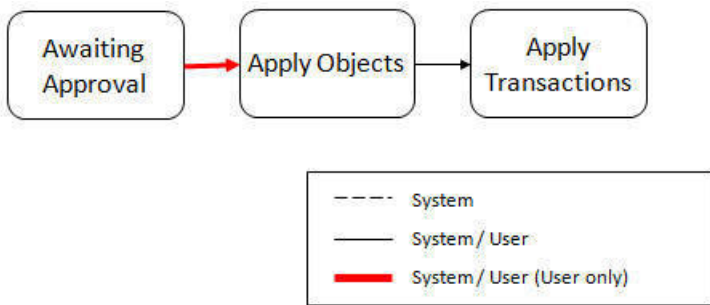 Awaiting
Approval
Apply Objects
Apply
Transactions
System
System / User
System / User (User only)